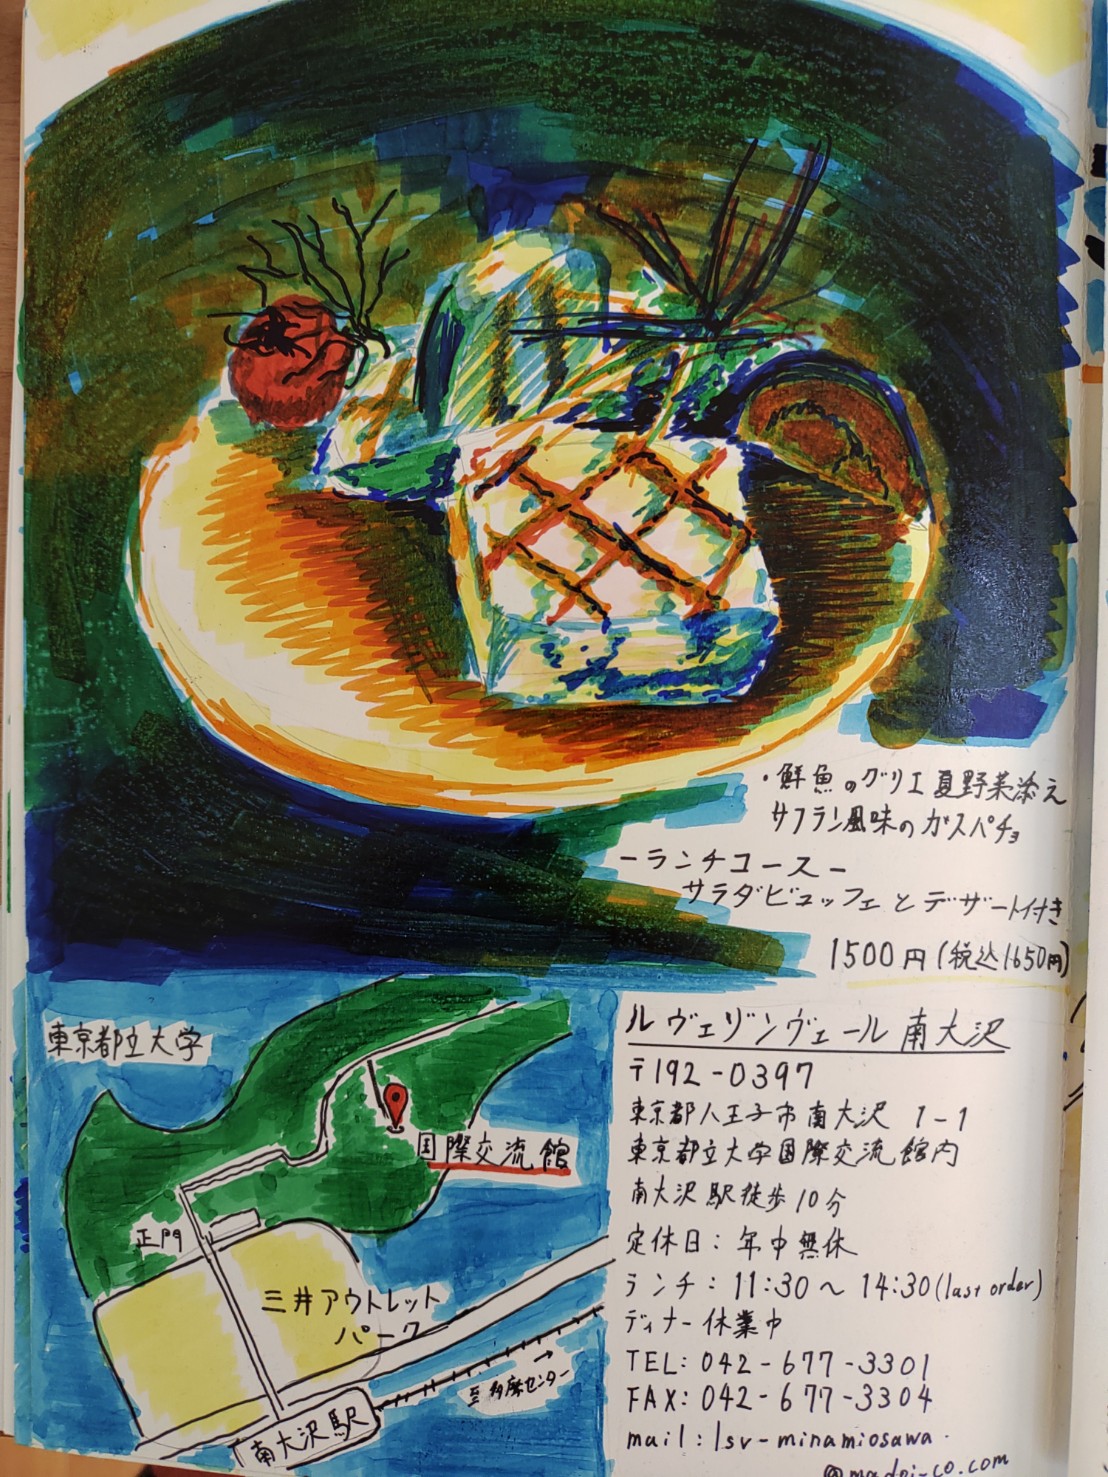 ・鮮魚のグリエ夏野菜添え
サフラン風味のガスパチョ
-ランチコース-
サラダビュッフェとデザート付き
1500円(税込1650円)
東京都立大学
国際交流館
正門
三井アウトレット
パーク
至多摩センター
南大沢駅
ルヴェソンヴェール南大沢
〒192-0397
東京都八王子市南大沢 1-1
東京都立大学国際交流館内
南大沢駅徒歩10分
定休日:年中無休
ランチ:11:30〜14:30(last order)
ディナー休業中
TEL:042-677-3301
FAX:042-677-3304
mail:lsv-minamiosawa
@madoi-co.com